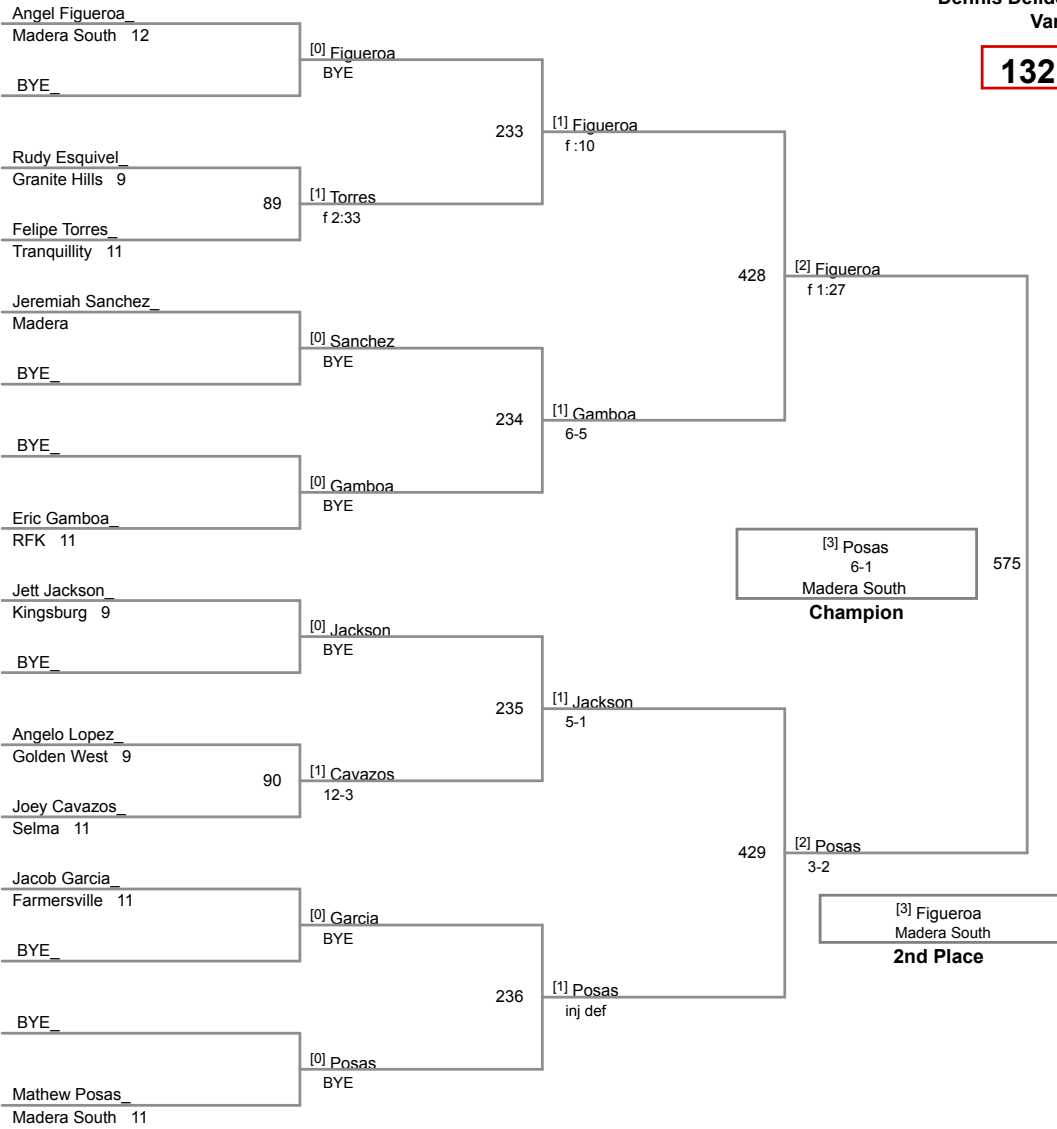 Var
132
Angel Figueroa_
Madera South 12
BYE_
Rudy Esquivel_
Granite Hills 9
Felipe Torres_
Tranquillity 11
Jeremiah Sanchez_
Madera
BYE_
BYE_
Eric Gamboa_
RFK 11
Jett Jackson_
Kingsburg 9
BYE_
Angelo Lopez_
Golden West 9
Joey Cavazos_
Selma 11
Jacob Garcia_
Farmersville 11
BYE_
BYE_
Mathew Posas_
Madera South 11
89
90
[0] Figueroa
BYE
[1] Torres
f 2:33
[0] Sanchez
BYE
[0] Gamboa
BYE
[0] Jackson
BYE
[1] Cavazos
12-3
[0] Garcia
BYE
[0] Posas
BYE
233
234
235
236
[1] Figueroa
f :10
[1] Gamboa
6-5
[1] Jackson
5-1
[1] Posas
inj def
428
429
[2] Figueroa
f 1:27
[2] Posas
3-2
575
[3] Posas
6-1
Madera South
Champion
[3] Figueroa
Madera South
2nd Place